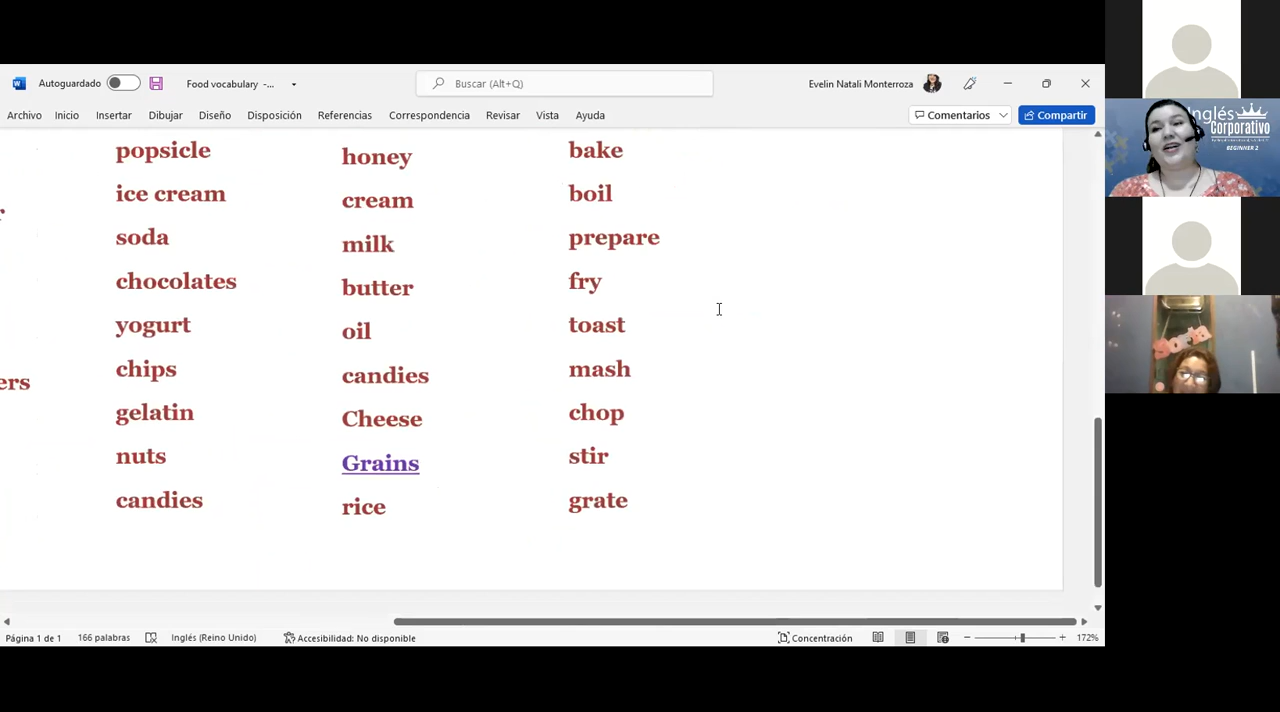 Autoguardado
Food vocabulary -...
Buscar (Alt+Q)
Evelin Natali Monterroza
Archivo Inicio Insertar Dibujar Diseño Disposición Referencias Correspondencia Revisar Vista Ayuda
Comentarios
Compartir
r
ers
popsicle
ice cream
soda
chocolates
yogurt
chips
gelatin
nuts
candies
honey
cream
milk
butter
oil
candies
Cheese
Grains
rice
bake
boil
prepare
fry
toast
mash
chop
stir
grate
Página 1 de 1 166 palabras Inglés (Reino Unido) Accesibilidad: No disponible Concentración 172%
Inglés
Corporativo
BEGINNER 2